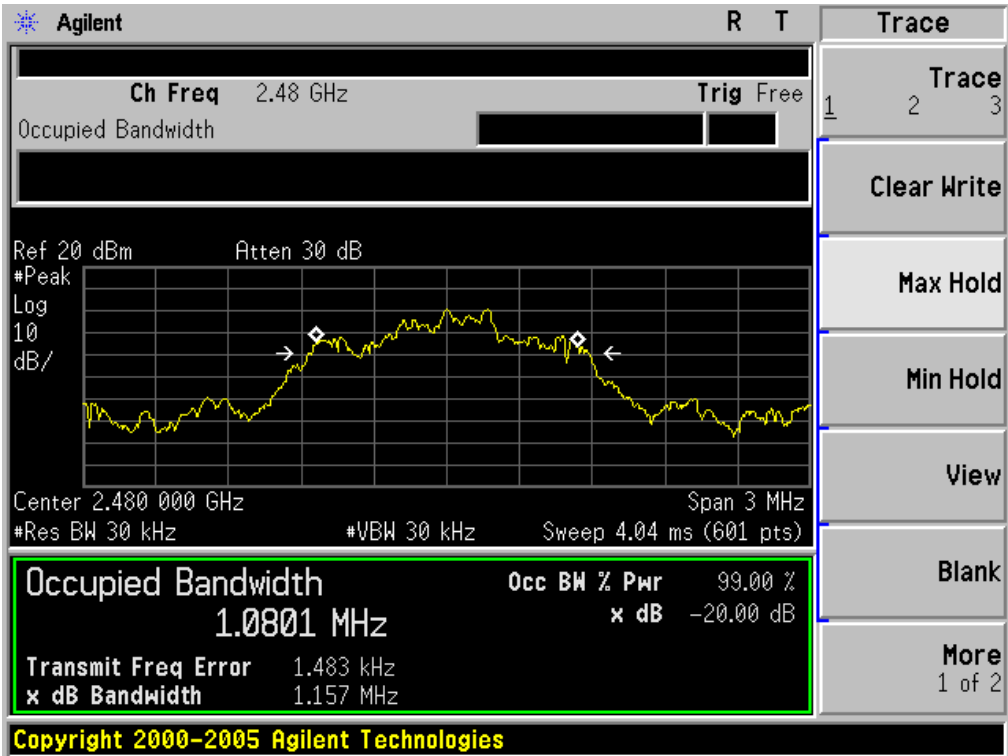 Agilent R T
Ch Freq 2.48 GHz Trig Free
Occupied Bandwidth
Ref 20 dBm Atten 30 dB
#Peak
Log
10
dB/
Center 2.480 000 GHz Span 3 MHz
#Res BW 30 kHz #VBW 30 kHz Sweep 4.04 ms (601 pts)
Occupied Bandwidth
1.0801 MHz
Occ BW % Pwr 99.00 %
x dB -20.00 dB
Transmit Freq Error 1.483 kHz
x dB Bandwidth 1.157 MHz
Copyright 2000-2005 Agilent Technologies
Trace
Trace
1 2 3
Clear Write
Max Hold
Min Hold
View
Blank
More
1 of 2